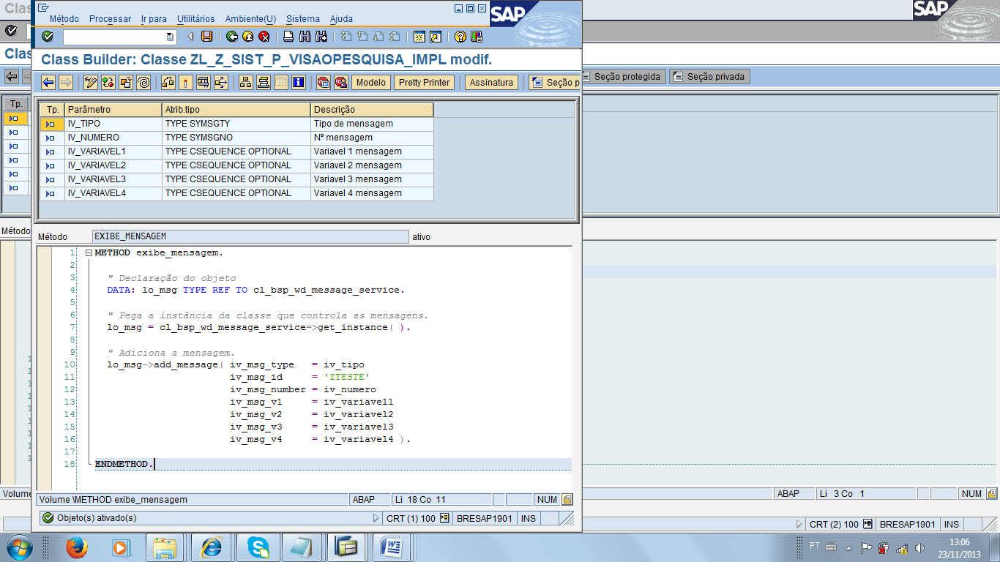 Clas
SAP
Método Processar Ir para Utilitários Ambiente(U) Sistema Ajuda
SAP
Clas
Class Builder: Classe ZL_Z_SIST_P_VISAOPESQUISA_IMPL modif.
Modelo Pretty Printer Assinatura Seção p
Seção protegida Seção privada
Tp.
Tp. Parâmetro Atrib.tipo Descrição
IV_TIPO TYPE SYMSGTY Tipo de mensagem
IV_NUMERO TYPE SYMSGNO Nº mensagem
IV_VARIAVEL1 TYPE CSEQUENCE OPTIONAL Variavel 1 mensagem
IV_VARIAVEL2 TYPE CSEQUENCE OPTIONAL Variavel 2 mensagem
IV_VARIAVEL3 TYPE CSEQUENCE OPTIONAL Variavel 3 mensagem
IV_VARIAVEL4 TYPE CSEQUENCE OPTIONAL Variavel 4 mensagem
Método
Método EXIBE_MENSAGEM ativo
1 METHOD exibe_mensagem.
2
3 " Declaração do objeto
4 DATA: lo_msg TYPE REF TO cl_bsp_wd_message_service.
5
6 " Pega a instância da classe que controla as mensagens.
7 lo_msg = cl_bsp_wd_message_service=>get_instance( ).
8
9 " Adiciona a mensagem.
10 lo_msg->add_message( iv_msg_type = iv_tipo
11 iv_msg_id = 'ZTESTE'
12 iv_msg_number = iv_numero
13 iv_msg_v1 = iv_variavel1
14 iv_msg_v2 = iv_variavel2
15 iv_msg_v3 = iv_variavel3
16 iv_msg_v4 = iv_variavel4 ).
17
18 ENDMETHOD.
Volume
Volume \METHOD exibe_mensagem ABAP Li 18 Co 11 NUM
ABAP Li 3 Co 1 NUM
Objeto(s) ativado(s) CRT (1) 100 BRESAP1901 INS
CRT (2) 100 BRESAP1901 INS
PT 13:06
23/11/2013